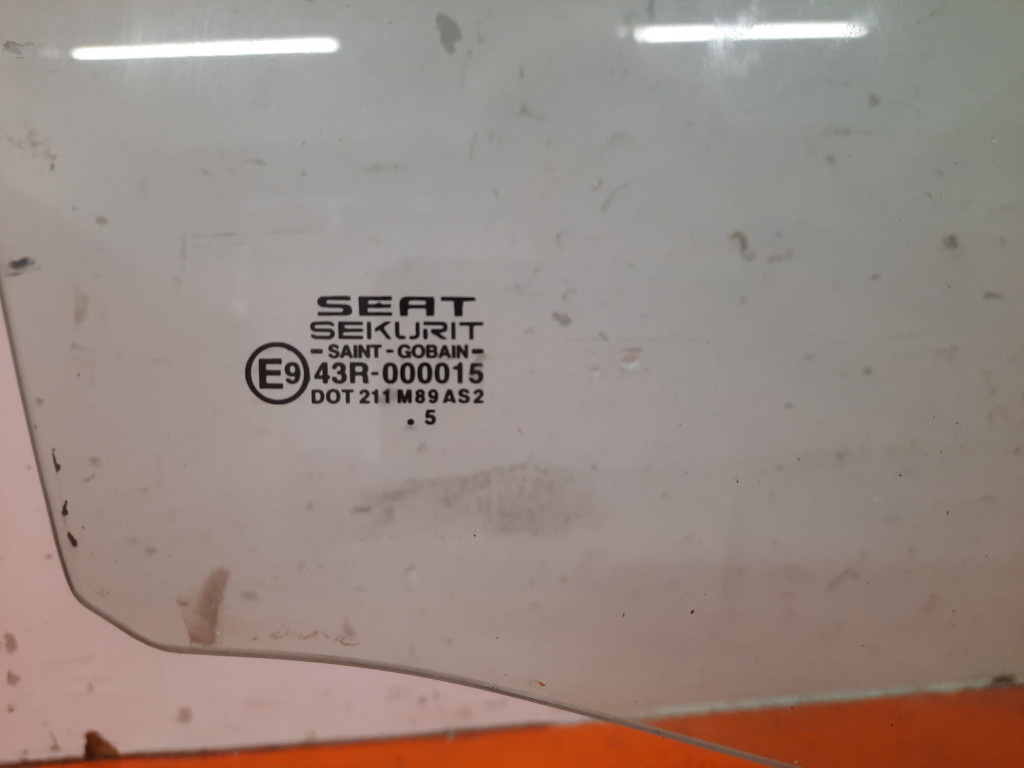 SEAT
SEKURIT
- SAINT - GOBAIN -
E9 43R-000015
DOT 211 M89 AS2
. 5